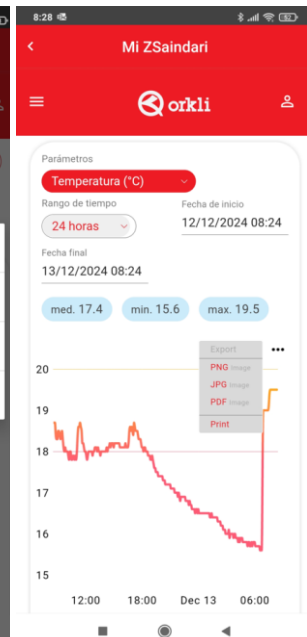 8:28
Mi ZSaindari
orkli
Parámetros
Temperatura (°C)
Rango de tiempo
Fecha de inicio
24 horas
12/12/2024 08:24
Fecha final
13/12/2024 08:24
med. 17.4
min. 15.6
max. 19.5
Export
PNG Image
JPG Image
PDF Image
Print
20
19
18
17
16
15
12:00
18:00
Dec 13
06:00